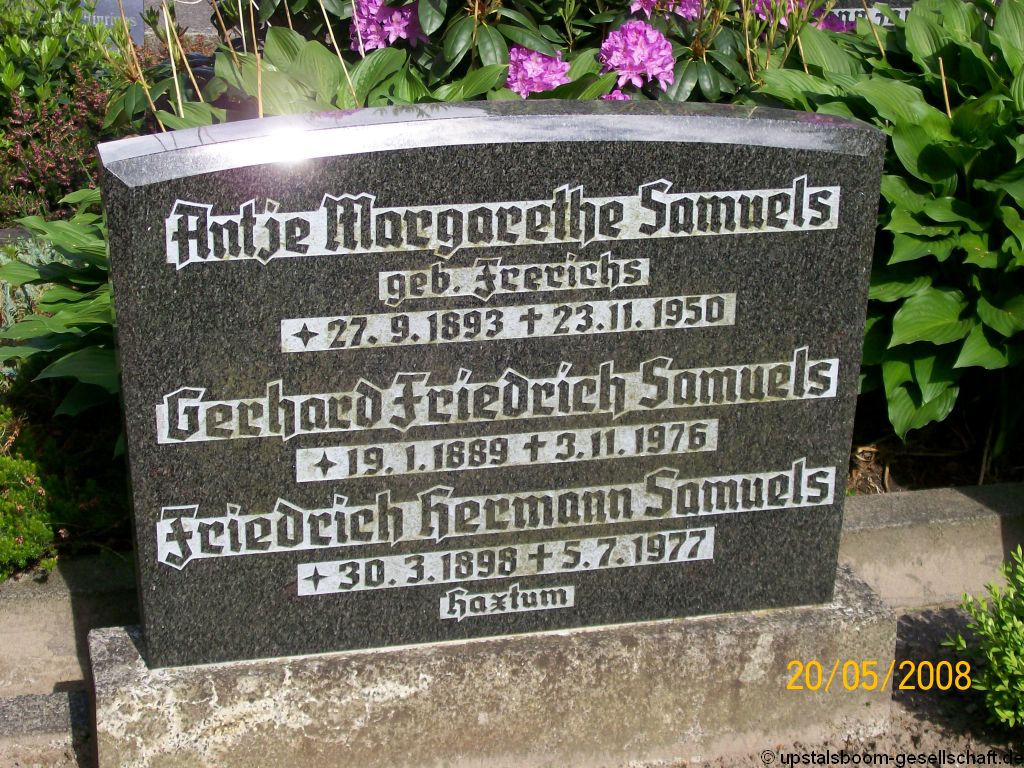 Antje Margarethe Samuels
geb. Frerichs
✦ 27. 9. 1893 ✝ 23. 11. 1950
Gerhard Friedrich Samuels
✦ 19. 1. 1889 ✝ 3. 11. 1976
Friedrich Hermann Samuels
✦ 30. 3. 1898 ✝ 5. 7. 1977
Haxtum
20/05/2008
© upstalsboom-gesellschaft.de